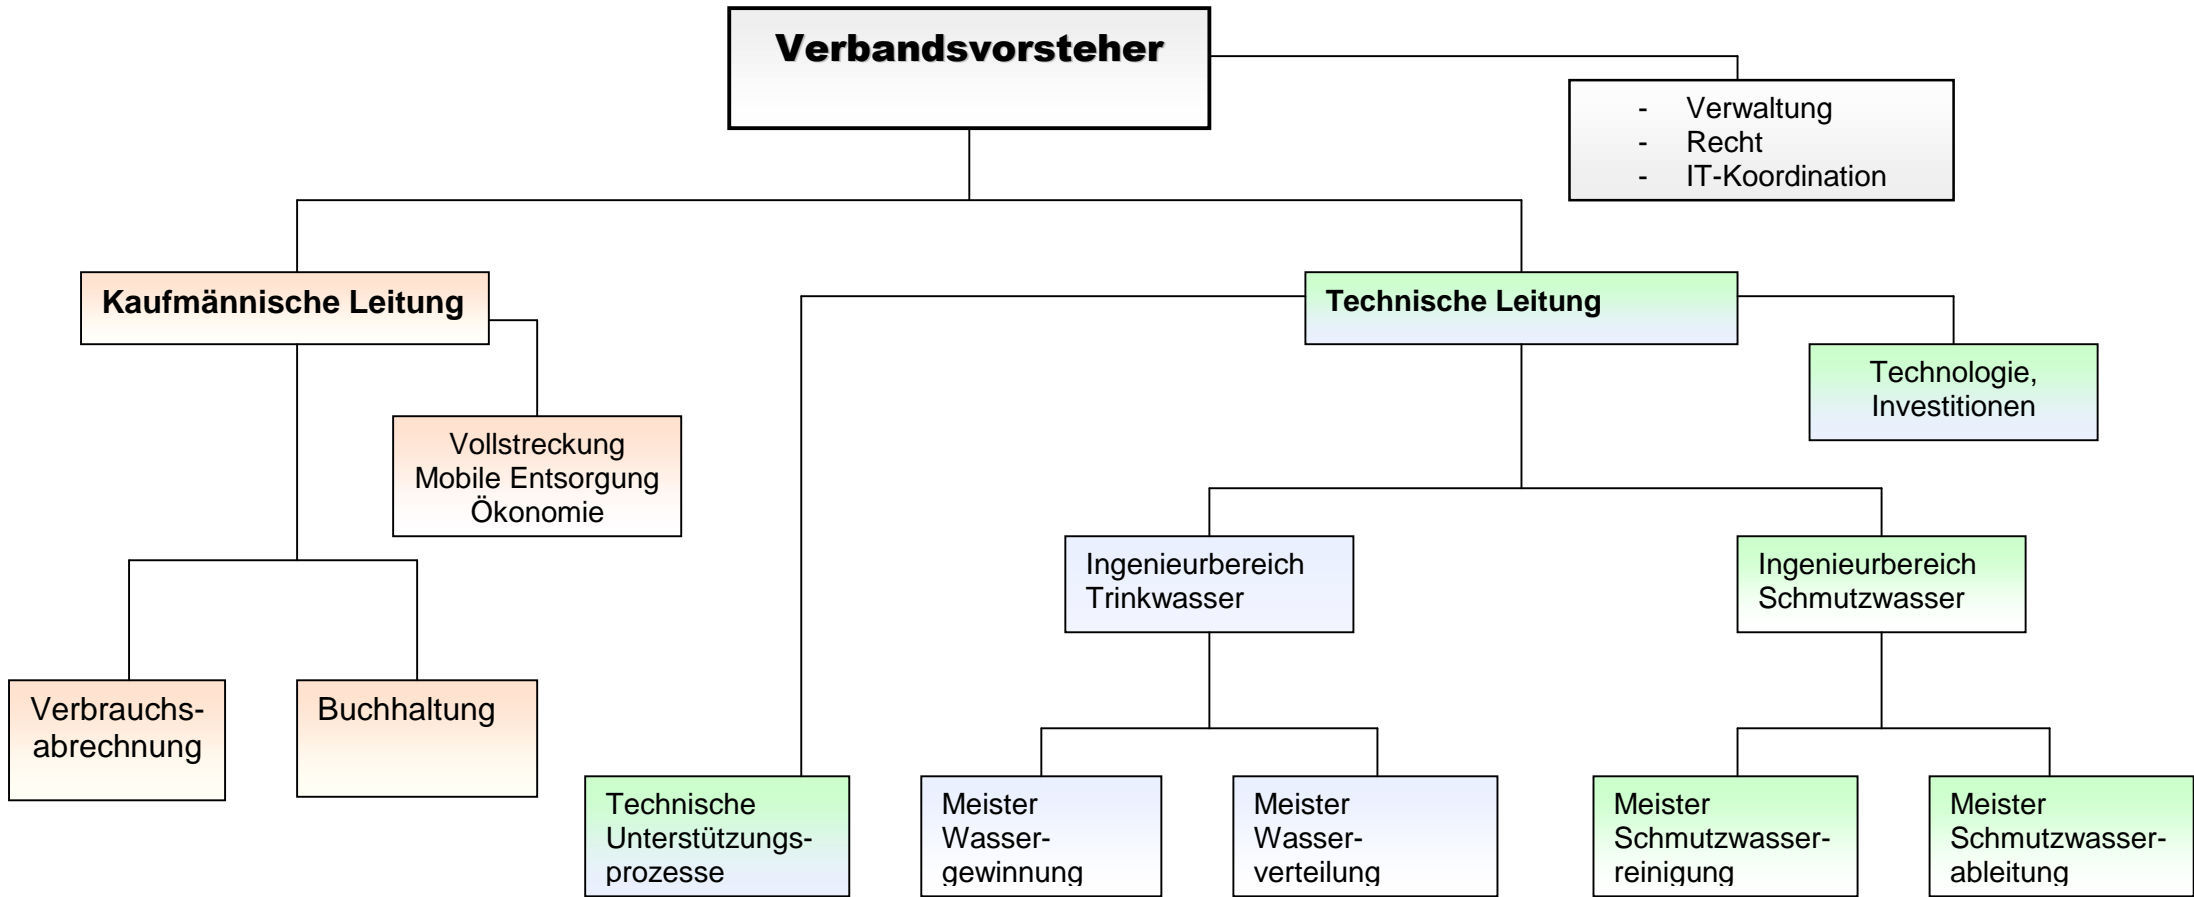 Verbandsvorsteher
- Verwaltung
- Recht
- IT-Koordination
Kaufmännische Leitung
Technische Leitung
Technologie,
Investitionen
Vollstreckung
Mobile Entsorgung
Ökonomie
Ingenieurbereich
Trinkwasser
Ingenieurbereich
Schmutzwasser
Verbrauchs-
abrechnung
Buchhaltung
Technische
Unterstützungs-
prozesse
Meister
Wasser-
gewinnung
Meister
Wasser-
verteilung
Meister
Schmutzwasser-
reinigung
Meister
Schmutzwasser-
ableitung